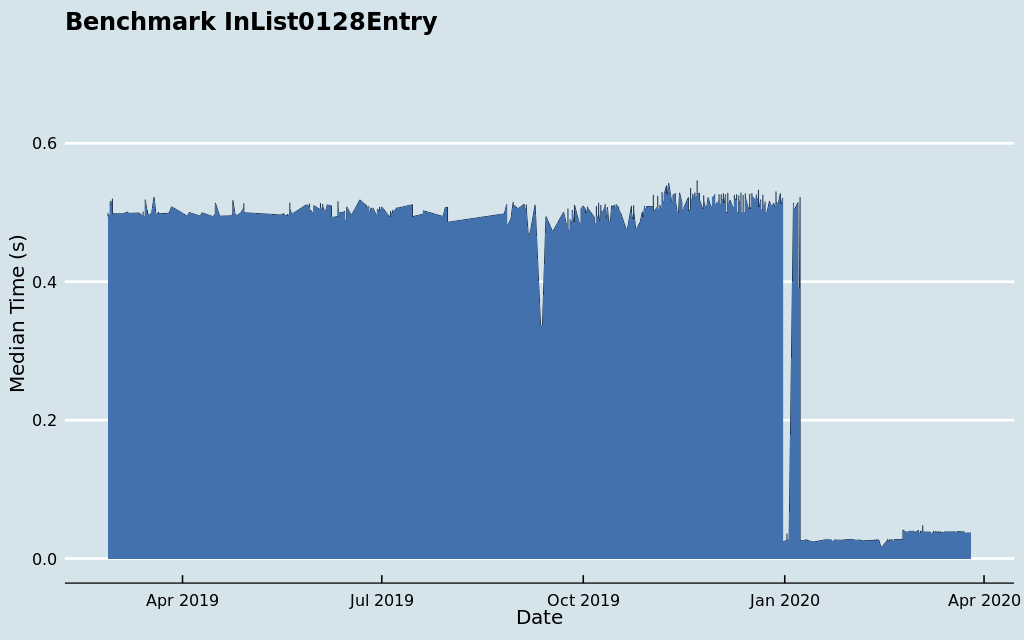 Benchmark InList0128Entry
0.6
0.4
0.2
0.0
Median Time (s)
Apr 2019
Jul 2019
Oct 2019
Jan 2020
Apr 2020
Date